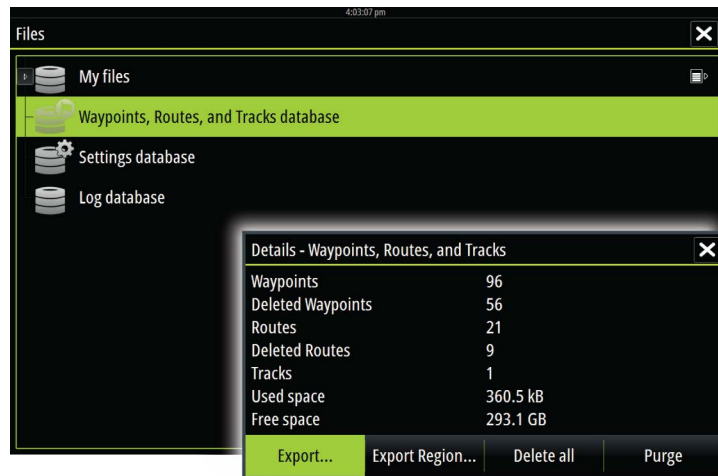 4:03:07 pm
Files
My files
Waypoints, Routes, and Tracks database
Settings database
Log database
Details - Waypoints, Routes, and Tracks
Waypoints 96
Deleted Waypoints 56
Routes 21
Deleted Routes 9
Tracks 1
Used space 360.5 kB
Free space 293.1 GB
Export... Export Region... Delete all Purge